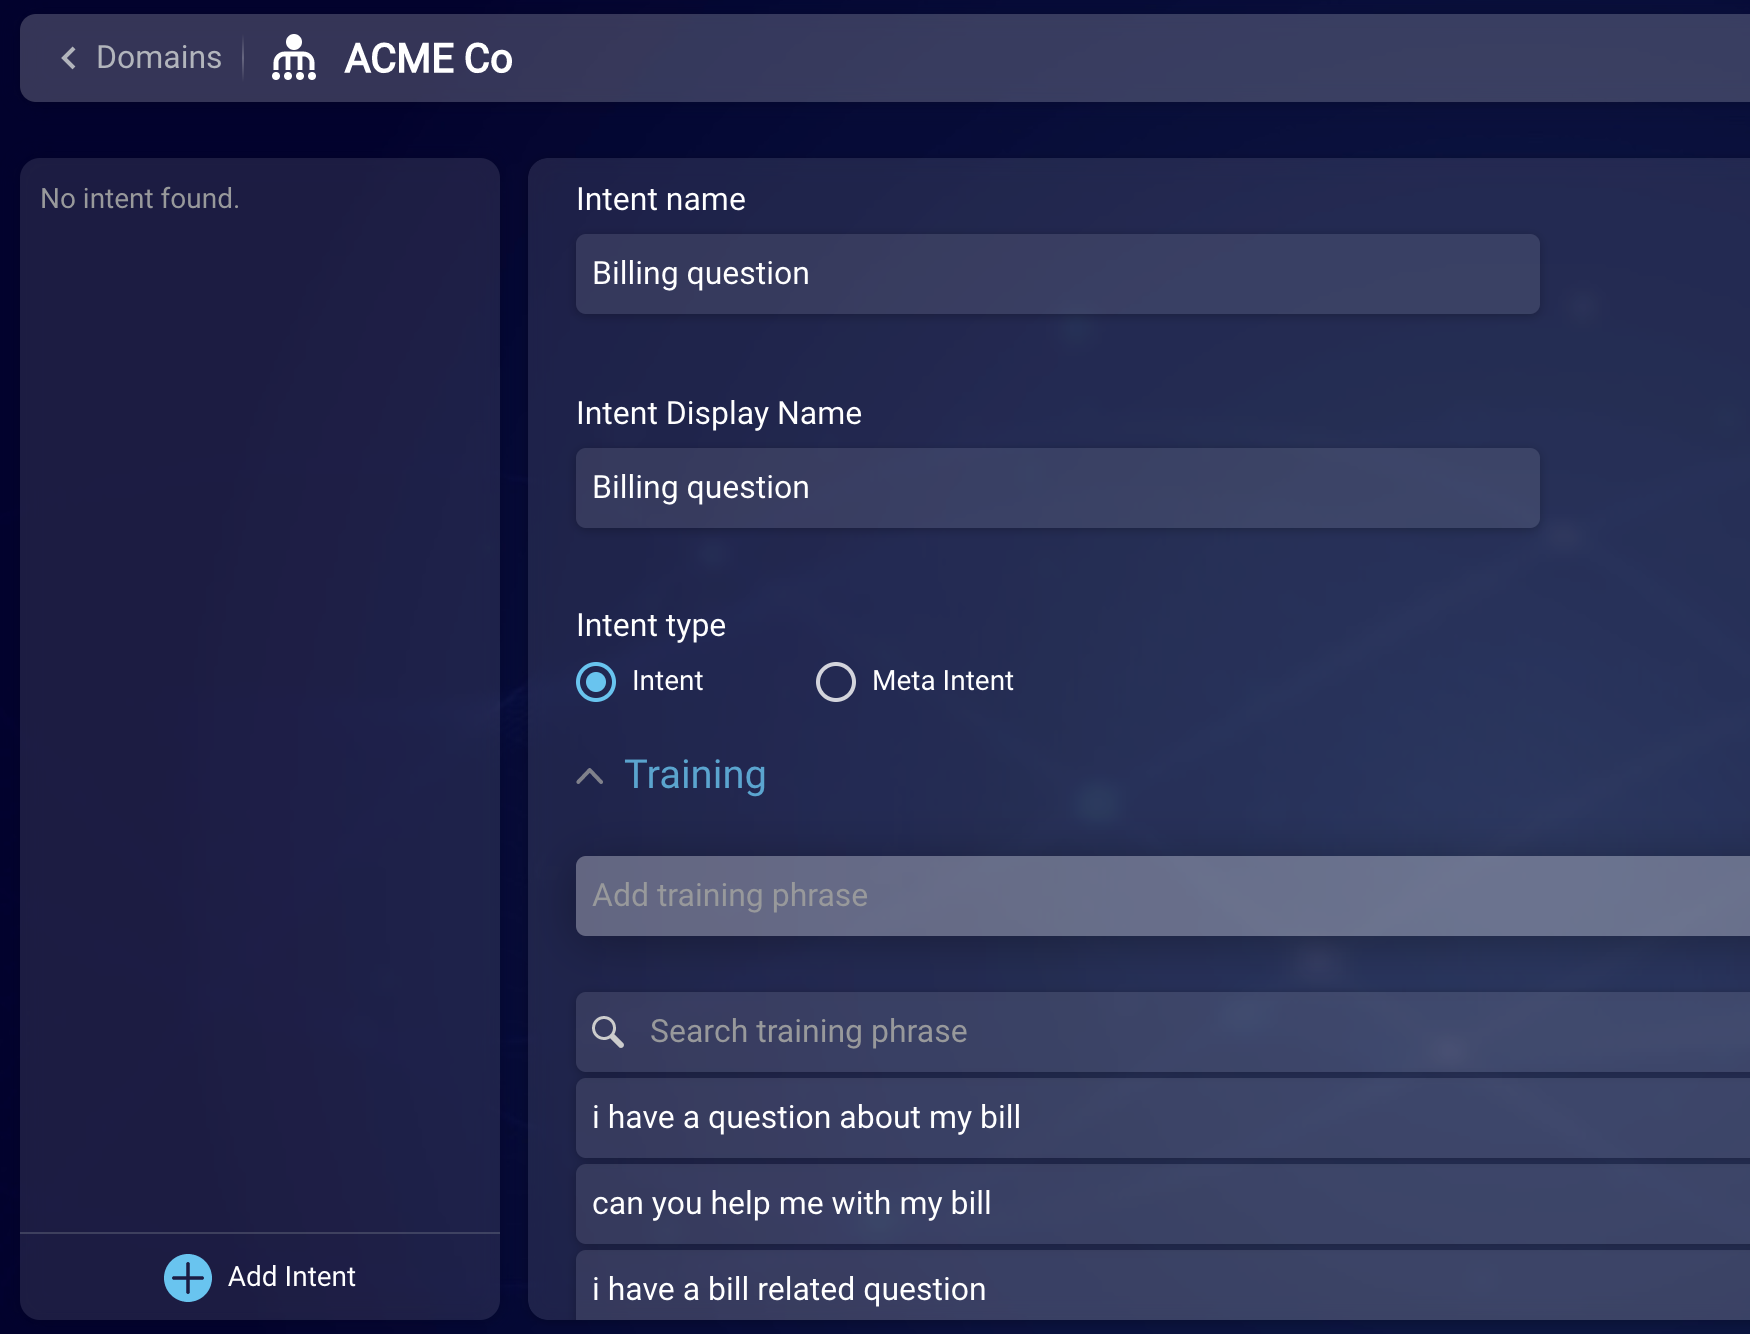 Domains
ACME Co
No intent found.
Add Intent
Intent name
Billing question
Intent Display Name
Billing question
Intent type
Intent
Meta Intent
Training
Add training phrase
Search training phrase
i have a question about my bill
can you help me with my bill
i have a bill related question